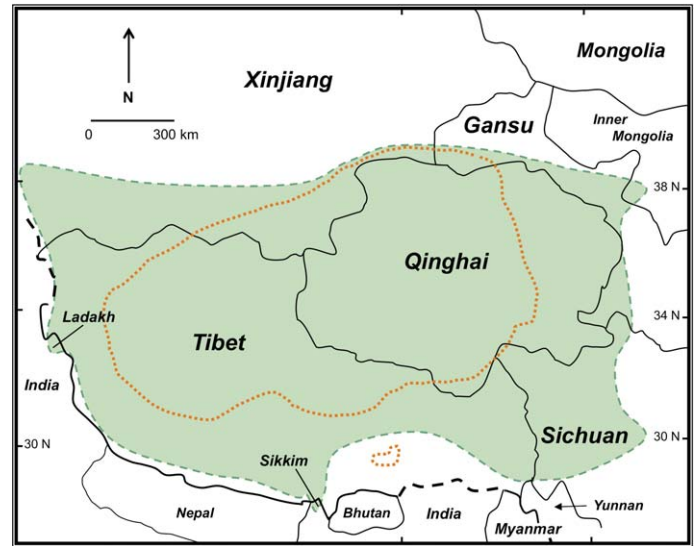 Mongolia
Xinjiang
N
0 300 km
Gansu
Inner
Mongolia
38 N
Qinghai
Ladakh
34 N
Tibet
India
30 N
Sichuan
30 N
Sikkim
Nepal
Bhutan
India
Myanmar
Yunnan